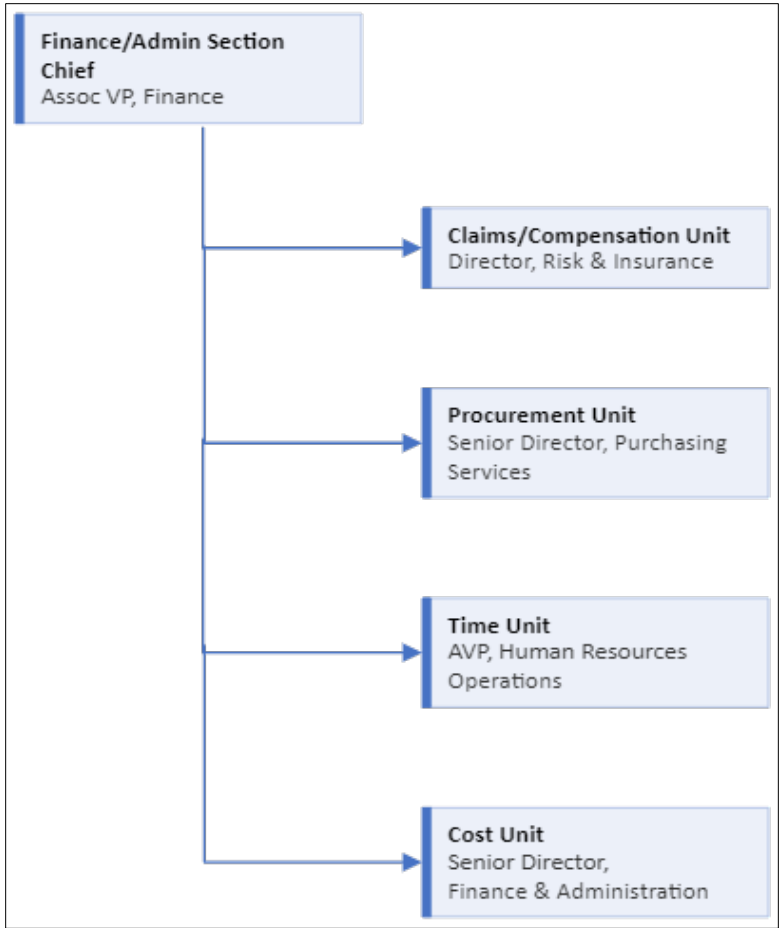 Finance/Admin Section
Chief
Assoc VP, Finance
Claims/Compensation Unit
Director, Risk & Insurance
Procurement Unit
Senior Director, Purchasing
Services
Time Unit
AVP, Human Resources
Operations
Cost Unit
Senior Director,
Finance & Administration